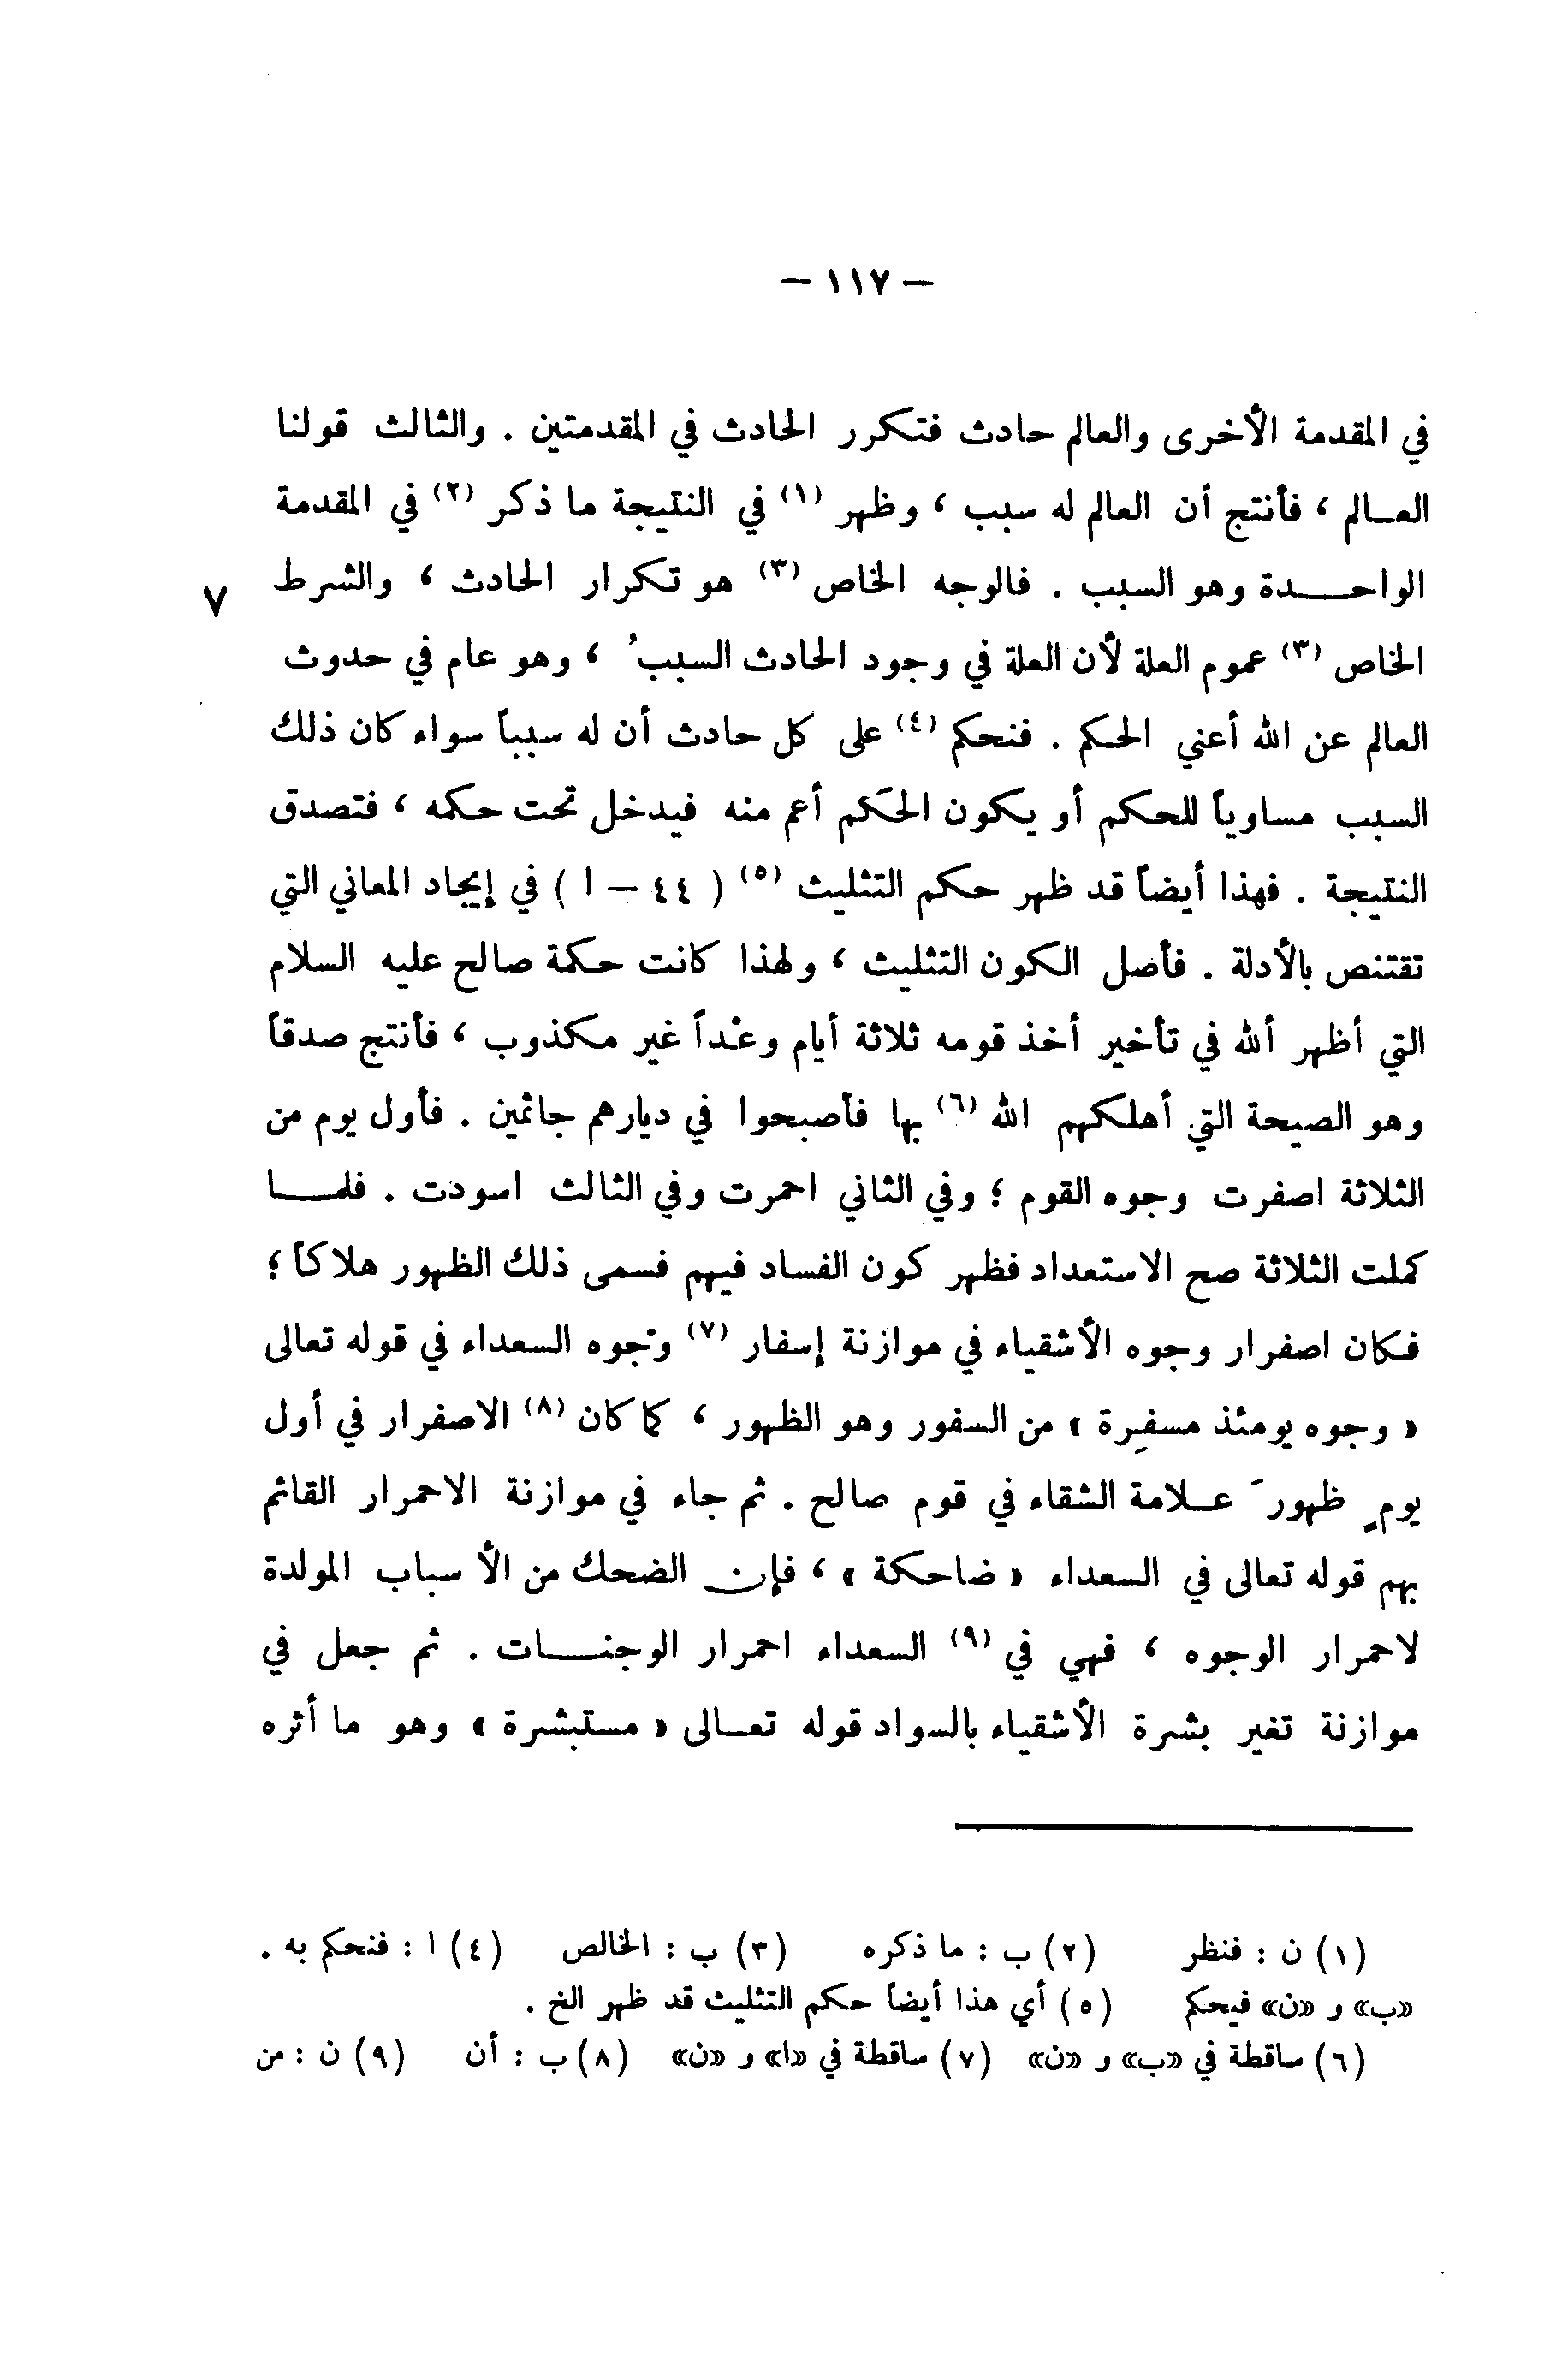 — ١١٧ —
في المقدمة الأخرى والعالم حادث فتكرر الحادث في المقدمتين . والثالث قولنا
العـالم ، فأنتج أن العالم له سبب ، وظهر (١) في النتيجة ما ذكر (٢) في المقدمة
الواحـــدة وهو السبب . فالوجه الخاص (٣) هو تكرار الحادث ، والشرط
٧
الخاص (٣) عموم العلة لأن العلة في وجود الحادث السببُ ، وهو عام في حدوث
العالم عن الله أعني الحكم . فنحكم (٤) على كل حادث أن له سبباً سواء كان ذلك
السبب مساوياً للحكم أو يكون الحكم أعم منه فيدخل تحت حكمه ، فتصدق
النتيجة . فهذا أيضاً قد ظهر حكم التثليث (٥) ( ٤٤ — ا ) في إيجاد المعاني التي
تقتنص بالأدلة . فأصل الكون التثليث ، ولهذا كانت حكمة صالح عليه السلام
التي أظهر ألله في تأخير أخذ قومه ثلاثة أيام وعْداً غير مكذوب ، فأنتج صدقاً
وهو الصيحة التي أهلكهم الله (٦) بها فأصبحوا في ديارهم جاثمين . فأول يوم من
الثلاثة اصفرت وجوه القوم ؛ وفي الثاني احمرت وفي الثالث اسودت . فلمـــا
كملت الثلاثة صح الاستعداد فظهر كون الفساد فيهم فسمى ذلك الظهور هلاكاً ؛
فكان اصفرار وجوه الأشقياء في موازنة إسفار (٧) وجوه السعداء في قوله تعالى
« وجوه يومئذ مسفِرة » من السفور وهو الظهور ، كما كان (٨) الاصفرار في أول
يومٍ ظهورَ عـلامة الشقاء في قوم صالح . ثم جاء في موازنة الاحمرار القائم
بهم قوله تعالى في السعداء « ضاحكة » ، فإن الضحك من الأسباب المولدة
لاحمرار الوجوه ، فهي في (٩) السعداء احمرار الوجنـــات . ثم جعل في
موازنة تغير بشرة الأشقياء بالسواد قوله تعـالى « مستبشرة » وهو ما أثره
(١) ن : فنظر (٢) ب : ما ذكره (٣) ب : الخالص (٤) ا : فنحكم به .
«ب» و «ن» فيحكم (٥) أي هذا أيضاً حكم التثليث قد ظهر الخ .
(٦) ساقطة في «ب» و «ن» (٧) ساقطة في «ا» و «ن» (٨) ب : أن (٩) ن : من